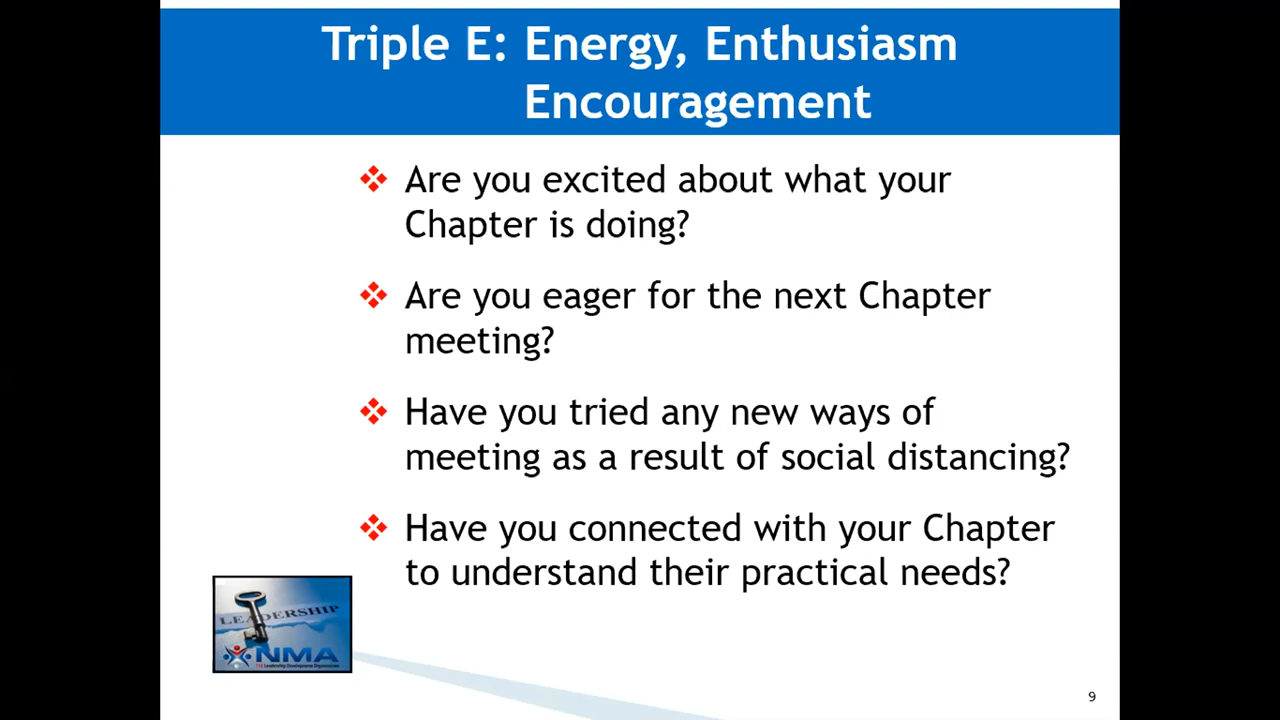 Triple E: Energy, Enthusiasm
Encouragement
Are you excited about what your
Chapter is doing?
Are you eager for the next Chapter
meeting?
Have you tried any new ways of
meeting as a result of social distancing?
Have you connected with your Chapter
to understand their practical needs?
LEADERSHIP
NMA
THE Leadership Development Organization
9